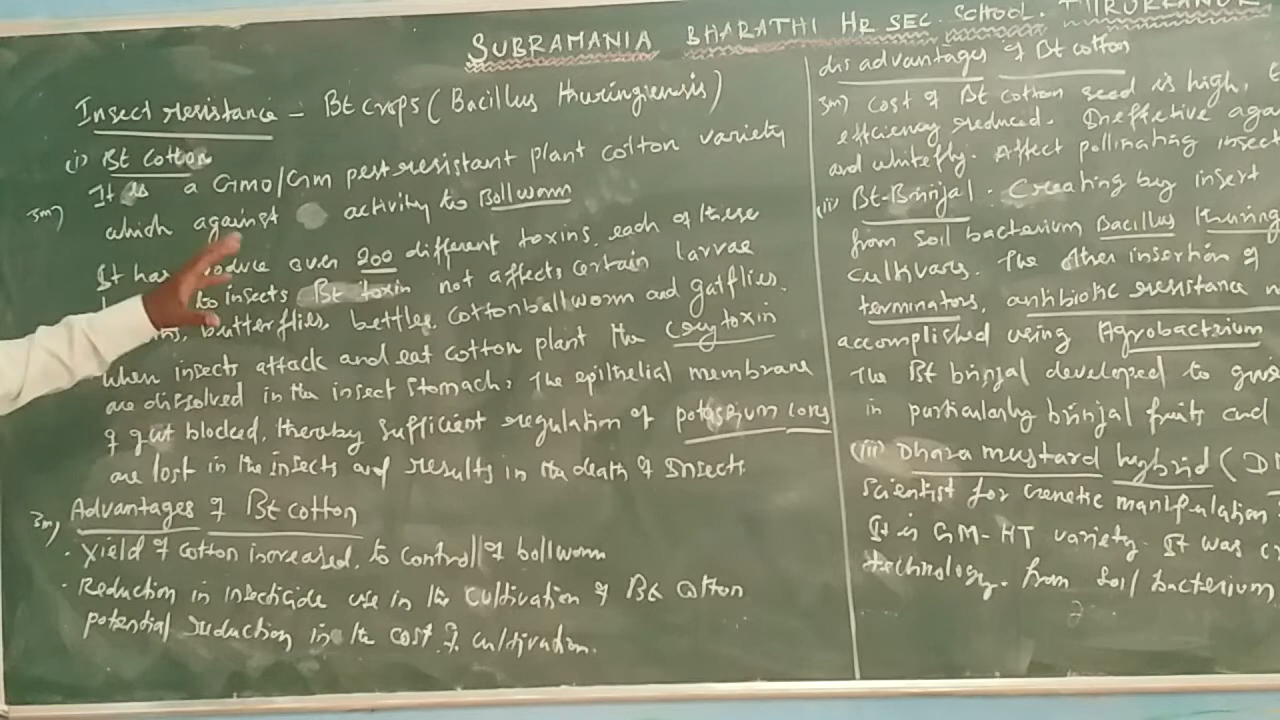 SUBRAMANIA BHARATHI HR SEC. SCHOOL.
Insect resistance - Bt crops (Bacillus thuringiensis)
(i) Bt Cotton
3m) It is a GMO/GM pest resistant plant cotton variety
which against activity to Bollworm
It has over 200 different toxins, each of these
to insects Bt toxin not affects certain larvae
butterflies, bettles, cottonballworm and gatflies.
When insects attack and eat cotton plant the cry toxin
are dissolved in the insect stomach, The epilthelial membrane
of gut blocked, thereby sufficient regulation of potassium ions
are lost in the insects and results in the death of Insects.
3m) Advantages of Bt cotton
. Yield of cotton increased, to control of bollworm
. Reduction in insecticide use in the cultivation of Bt cotton
potential reduction in the cost of cultivation.
dis advantages of Bt cotton
3m) Cost of Bt cotton seed is high,
efficiency reduced. Ineffective
and whitefly. Affect pollinating
(ii) Bt-Brinjal. Creating by insert
from soil bacterium Bacillus
cultivars. The other insertion of
terminators, antibiotic resistance
accomplished using Agrobactrium
The Bt brinjal developed to
in particularly brinjal fruits and
(iii) Dhara mustard hybrid (
Scientist for Genetic manipulation
It is GM-HT variety. It was
technology. from soil bacterium